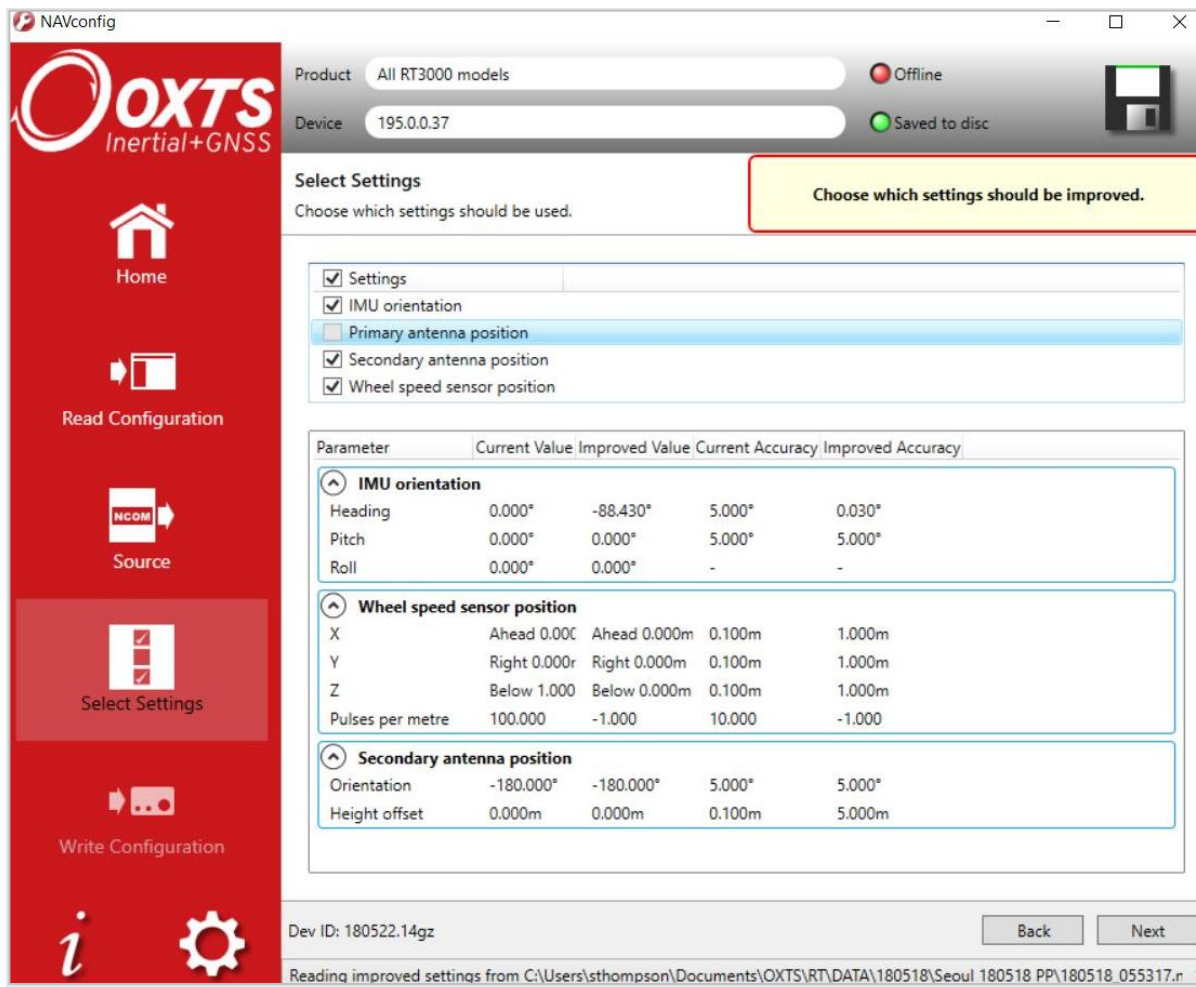 NAVconfig
OXTS
Inertial+GNSS
Product All RT3000 models Offline
Device 195.0.0.37 Saved to disc
Select Settings
Choose which settings should be used.
Choose which settings should be improved.
Home
Read Configuration
NCOM
Source
Select Settings
Write Configuration
i
Settings
IMU orientation
Primary antenna position
Secondary antenna position
Wheel speed sensor position
Parameter Current Value Improved Value Current Accuracy Improved Accuracy
IMU orientation
Heading 0.000° -88.430° 5.000° 0.030°
Pitch 0.000° 0.000° 5.000° 5.000°
Roll 0.000° 0.000° - -
Wheel speed sensor position
X Ahead 0.00( Ahead 0.000m 0.100m 1.000m
Y Right 0.000r Right 0.000m 0.100m 1.000m
Z Below 1.000 Below 0.000m 0.100m 1.000m
Pulses per metre 100.000 -1.000 10.000 -1.000
Secondary antenna position
Orientation -180.000° -180.000° 5.000° 5.000°
Height offset 0.000m 0.000m 0.100m 5.000m
Dev ID: 180522.14gz
Back Next
Reading improved settings from C:\Users\sthompson\Documents\OXTS\RT\DATA\180518\Seoul 180518 PP\180518_055317.r